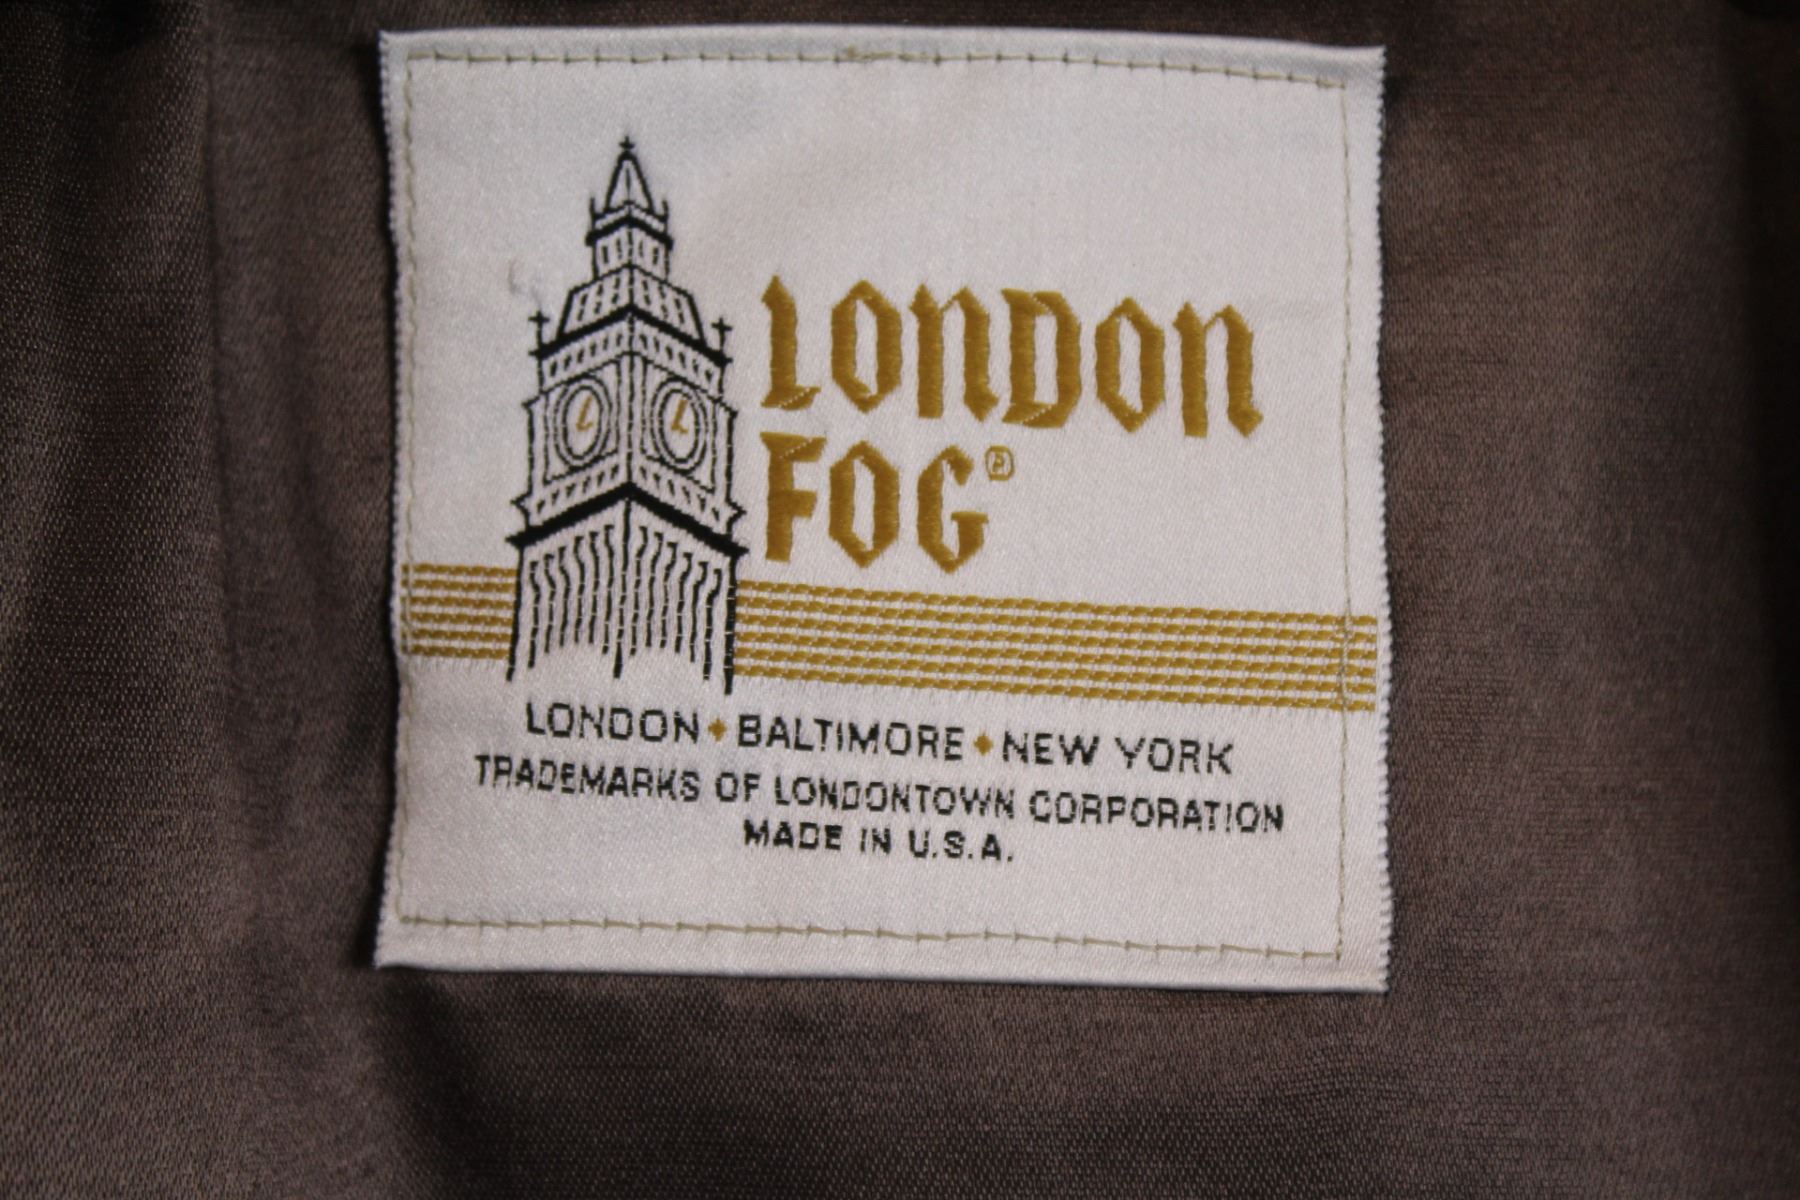 LONDON
FOG®
LONDON ♦ BALTIMORE ♦ NEW YORK
TRADEMARKS OF LONDONTOWN CORPORATION
MADE IN U.S.A.